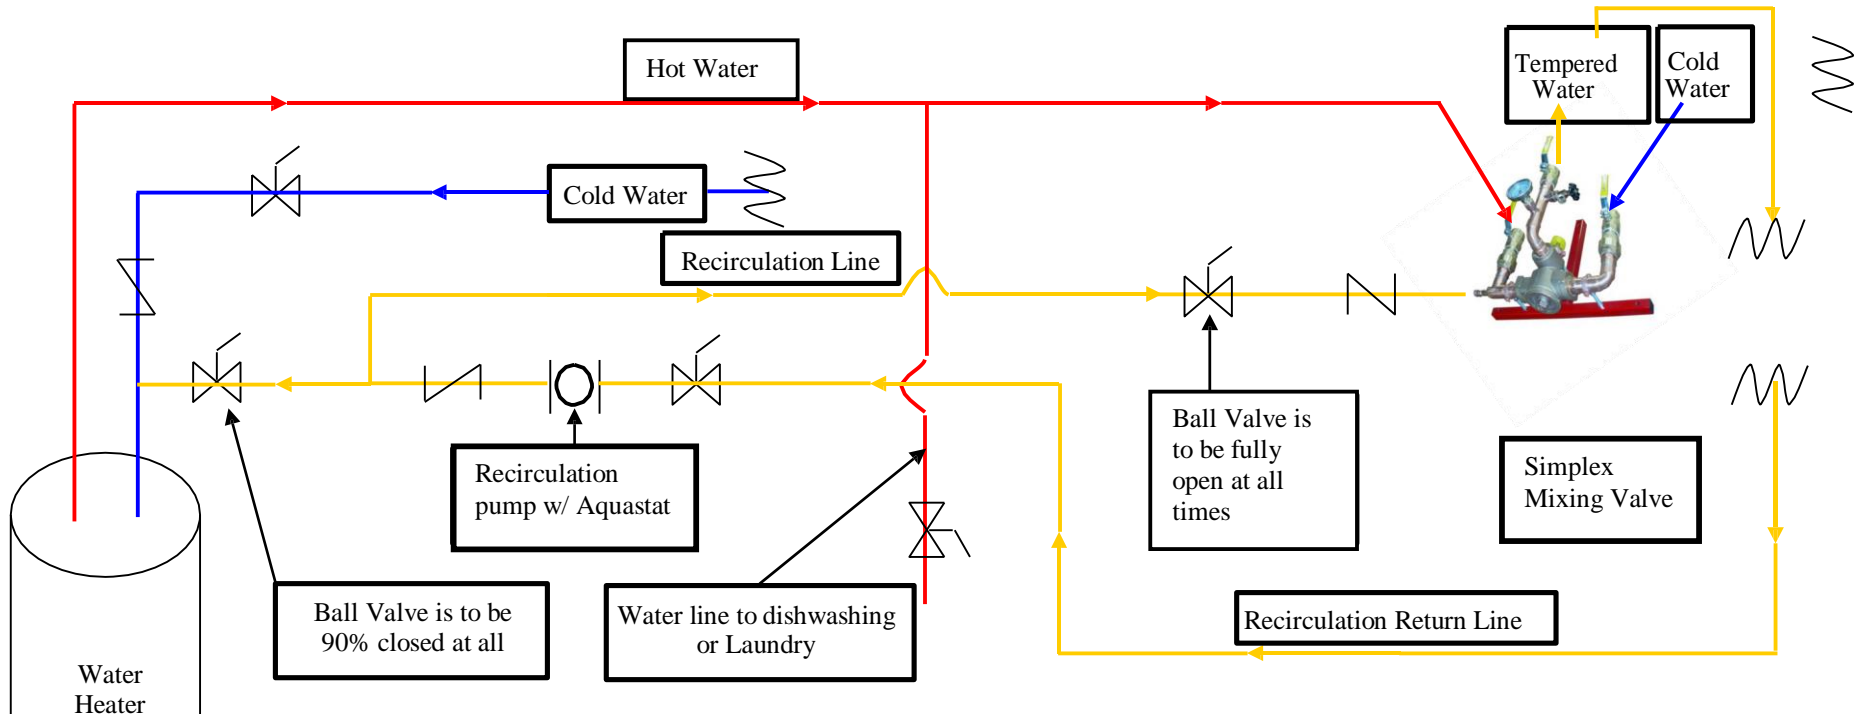 Hot Water
Tempered
Water
Cold
Water
Cold Water
Recirculation Line
Recirculation
pump w/ Aquastat
Ball Valve is
to be fully
open at all
times
Simplex
Mixing Valve
Ball Valve is to be
90% closed at all
Water line to dishwashing
or Laundry
Recirculation Return Line
Water
Heater